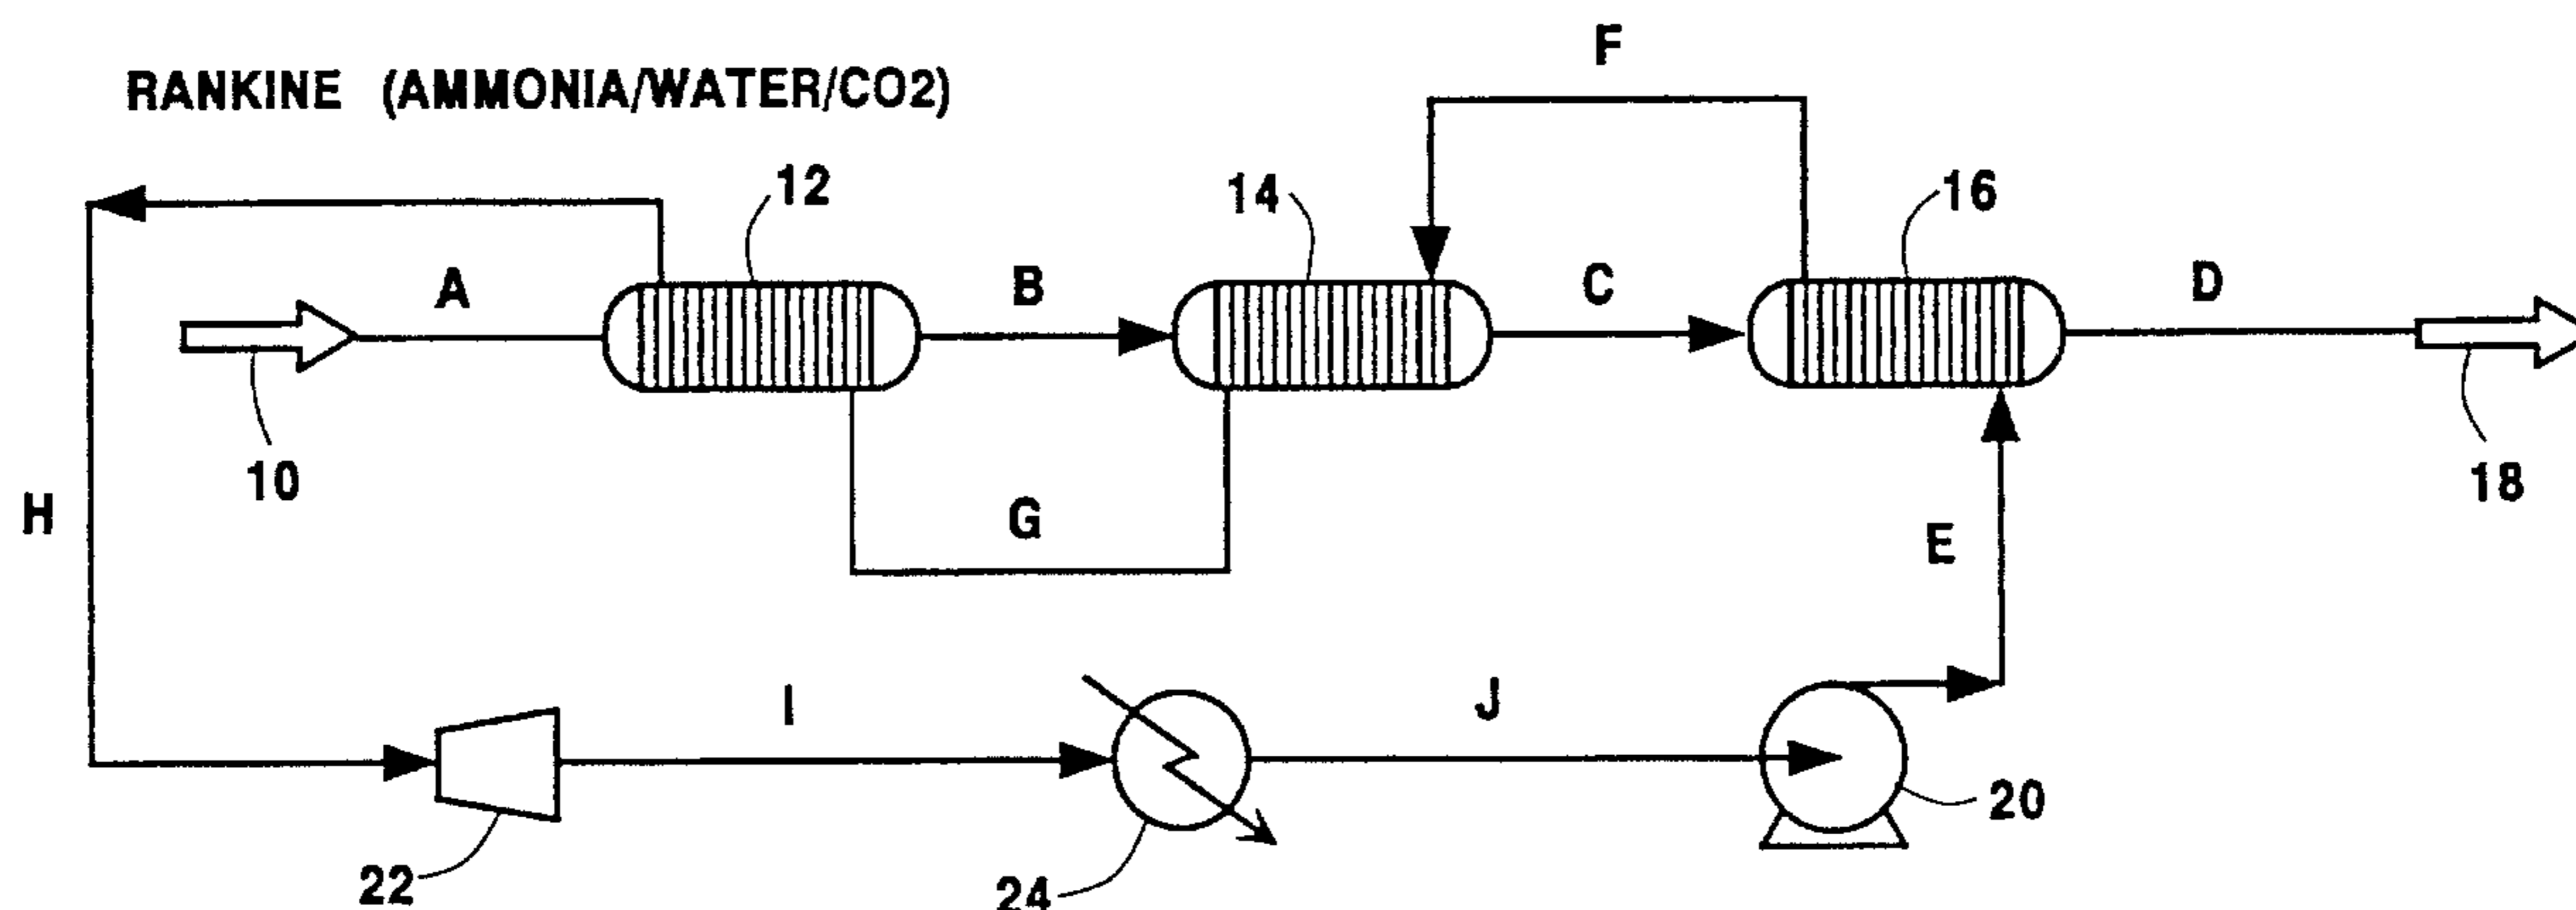 F
RANKINE (AMMONIA/WATER/CO2)
12
14
16
A
B
C
D
10
18
H
G
E
I
J
20
22
24